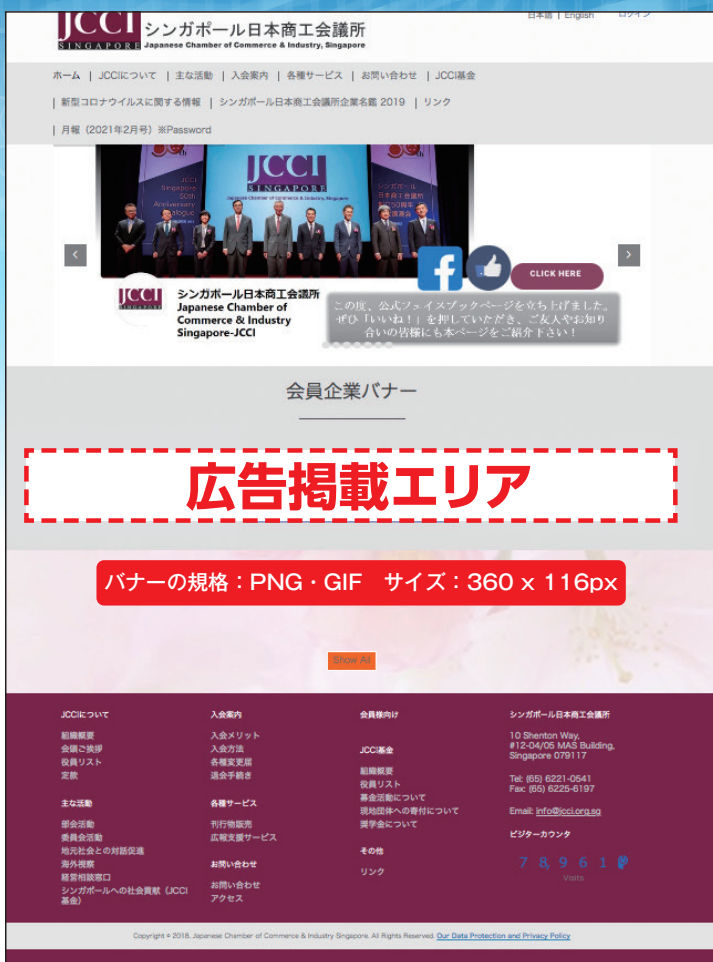 日本語 | English ログイン
JCCI
SINGAPORE
シンガポール日本商工会議所
Japanese Chamber of Commerce & Industry, Singapore
ホーム | JCCIについて | 主な活動 | 入会案内 | 各種サービス | お問い合わせ | JCCI基金
| 新型コロナウイルスに関する情報 | シンガポール日本商工会議所企業名鑑 2019 | リンク
| 月報（2021年2月号）※Password
JCCI
Singapore
50th
Anniversary
JCCI
SINGAPORE
Japanese Chamber of Commerce & Industry, Singapore
シンガポール
日本商工会議所
CLICK HERE
JCCI
SINGAPORE
シンガポール日本商工会議所
Japanese Chamber of
Commerce & Industry
Singapore-JCCI
この度、公式フェイスブックページを立ち上げました。
ぜひ「いいね！」を押していただき、ご友人やお知り
合いの皆様にも本ページをご紹介下さい！
会員企業バナー
広告掲載エリア
バナーの規格：PNG・GIF　サイズ：360 x 116px
Show All
JCCIについて
組織概要
会頭ご挨拶
役員リスト
定款
主な活動
部会活動
委員会活動
地元社会との対話促進
海外視察
経営相談窓口
シンガポールへの社会貢献（JCCI
基金）
入会案内
入会メリット
入会方法
各種変更届
退会手続き
各種サービス
刊行物販売
広報支援サービス
お問い合わせ
お問い合わせ
アクセス
会員様向け
JCCI基金
組織概要
役員リスト
基金活動について
現地団体への寄付について
奨学金について
その他
リンク
シンガポール日本商工会議所
10 Shenton Way,
#12-04/05 MAS Building,
Singapore 079117
Tel: (65) 6221-0541
Fax: (65) 6225-6197
Email: info@jcci.org.sg
ビジターカウンタ
7 8, 9 6 1
Visits
Copyright © 2018. Japanese Chamber of Commerce & Industry Singapore. All Rights Reserved. Our Data Protection and Privacy Policy